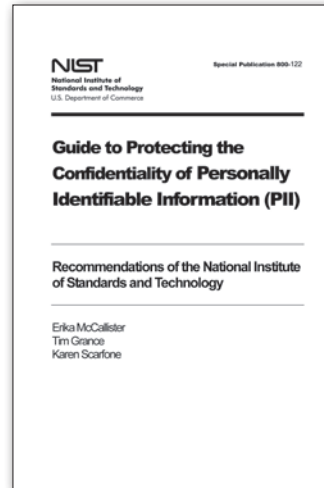 NIST
Special Publication 800-122
National Institute of
Standards and Technology
U.S. Department of Commerce
Guide to Protecting the
Confidentiality of Personally
Identifiable Information (PII)
Recommendations of the National Institute
of Standards and Technology
Erika McCallister
Tim Grance
Karen Scarfone